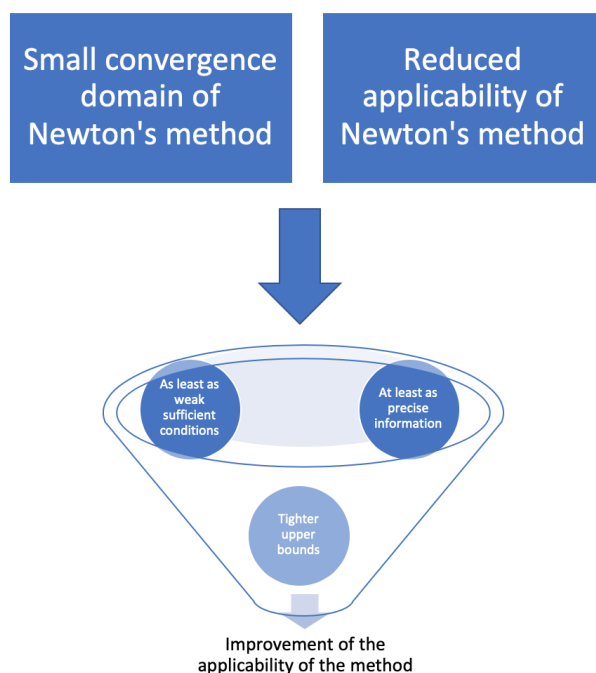 Small convergence
domain of
Newton's method
Reduced
applicability of
Newton's method
As least as
weak
sufficient
conditions
At least as
precise
information
Tighter
upper
bounds
Improvement of the
applicability of the method